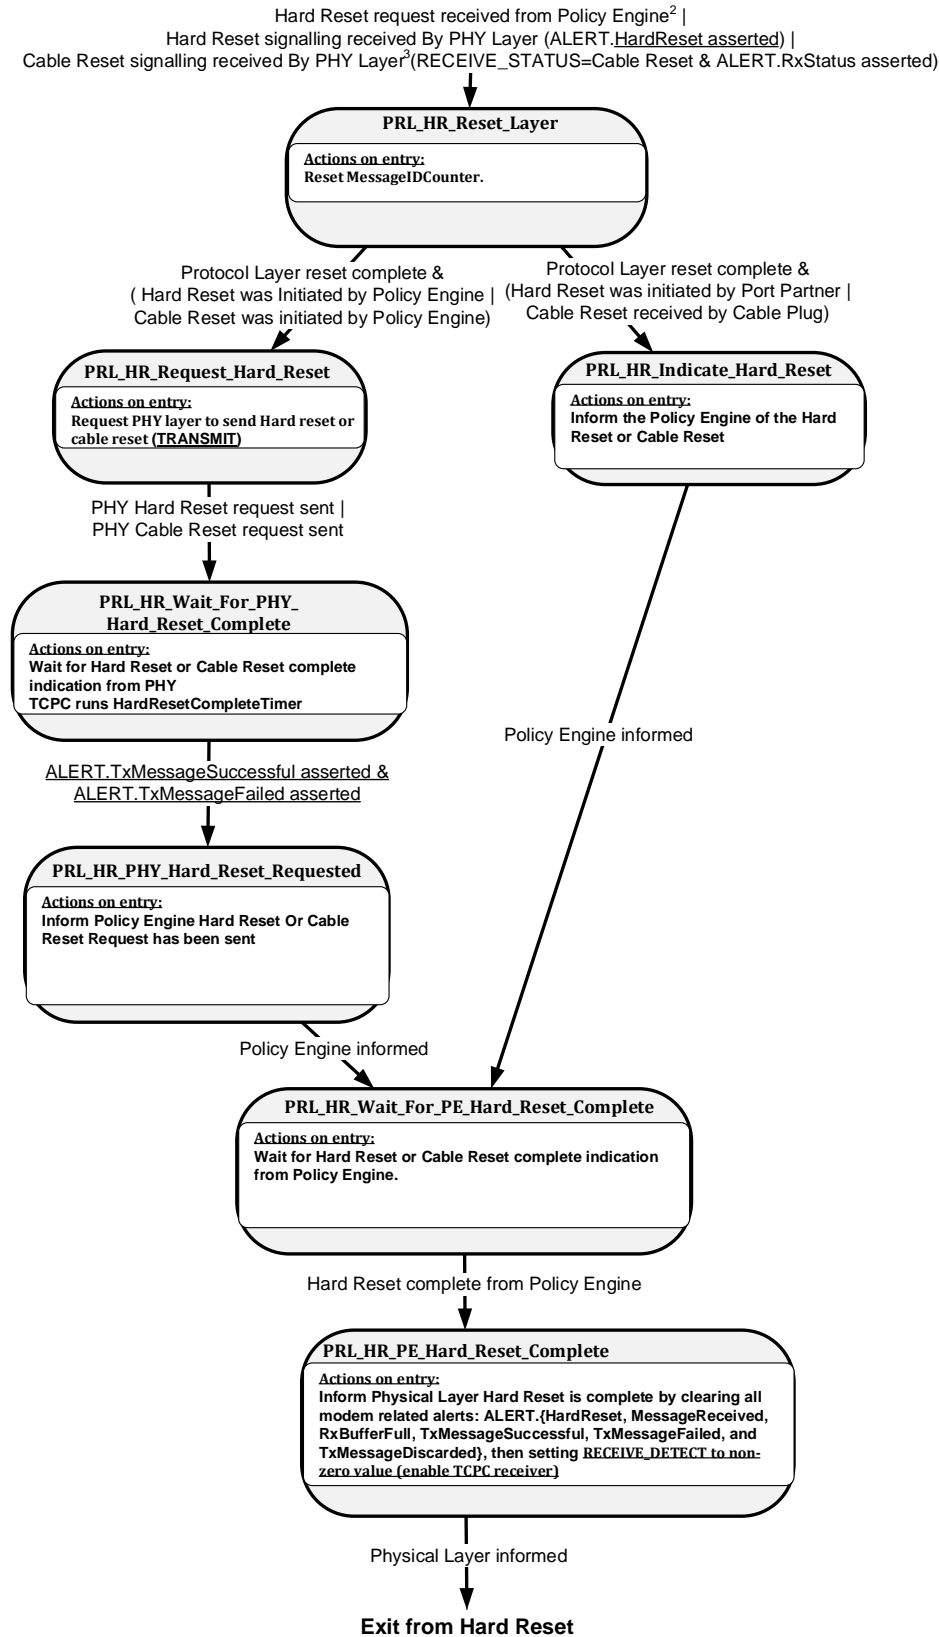 Hard Reset request received from Policy Engine2 |
Hard Reset signalling received By PHY Layer (ALERT.HardReset asserted) |
Cable Reset signalling received By PHY Layer3(RECEIVE_STATUS=Cable Reset & ALERT.RxStatus asserted)
PRL_HR_Reset_Layer
Actions on entry:
Reset MessageIDCounter.
Protocol Layer reset complete &
( Hard Reset was Initiated by Policy Engine |
Cable Reset was initiated by Policy Engine)
Protocol Layer reset complete &
(Hard Reset was initiated by Port Partner |
Cable Reset received by Cable Plug)
PRL_HR_Request_Hard_Reset
Actions on entry:
Request PHY layer to send Hard reset or
cable reset (TRANSMIT)
PRL_HR_Indicate_Hard_Reset
Actions on entry:
Inform the Policy Engine of the Hard
Reset or Cable Reset
PHY Hard Reset request sent |
PHY Cable Reset request sent
PRL_HR_Wait_For_PHY_
Hard_Reset_Complete
Actions on entry:
Wait for Hard Reset or Cable Reset complete
indication from PHY
TCPC runs HardResetCompleteTimer
Policy Engine informed
ALERT.TxMessageSuccessful asserted &
ALERT.TxMessageFailed asserted
PRL_HR_PHY_Hard_Reset_Requested
Actions on entry:
Inform Policy Engine Hard Reset Or Cable
Reset Request has been sent
Policy Engine informed
PRL_HR_Wait_For_PE_Hard_Reset_Complete
Actions on entry:
Wait for Hard Reset or Cable Reset complete indication
from Policy Engine.
Hard Reset complete from Policy Engine
PRL_HR_PE_Hard_Reset_Complete
Actions on entry:
Inform Physical Layer Hard Reset is complete by clearing all
modem related alerts: ALERT.{HardReset, MessageReceived,
RxBufferFull, TxMessageSuccessful, TxMessageFailed, and
TxMessageDiscarded}, then setting RECEIVE_DETECT to non-
zero value (enable TCPC receiver)
Physical Layer informed
Exit from Hard Reset